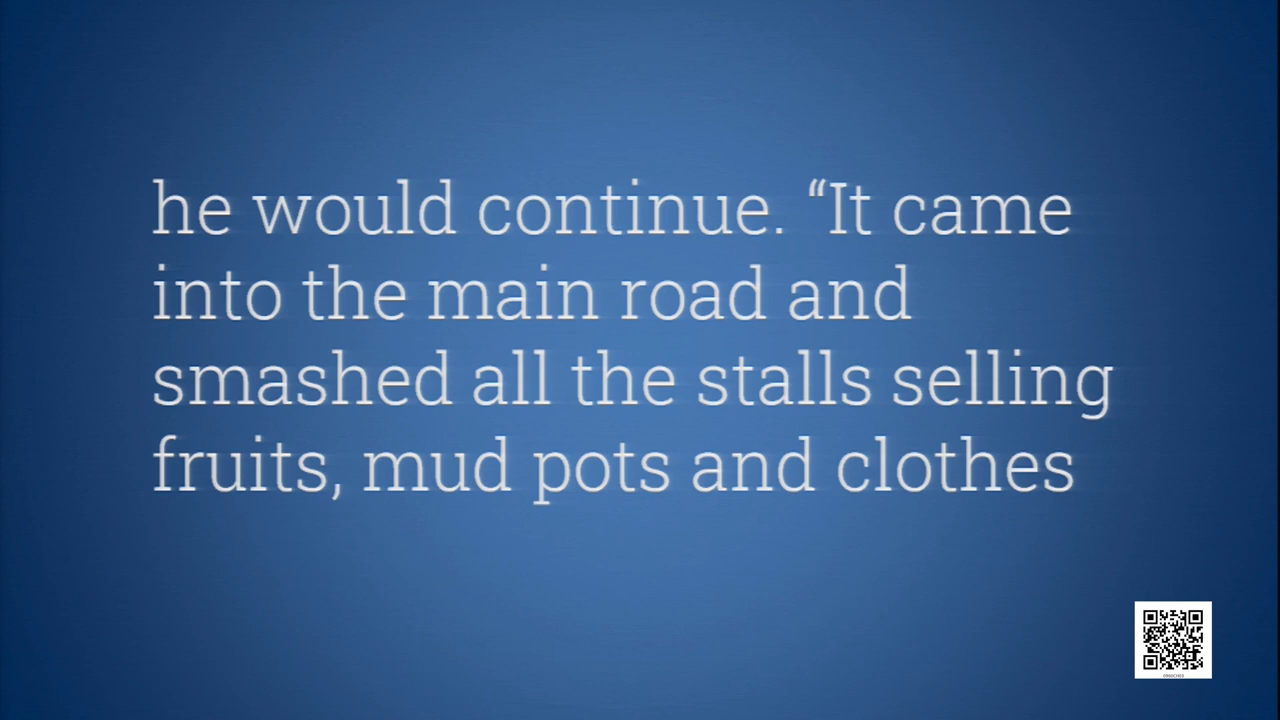 he would continue. “It came
into the main road and
smashed all the stalls selling
fruits, mud pots and clothes